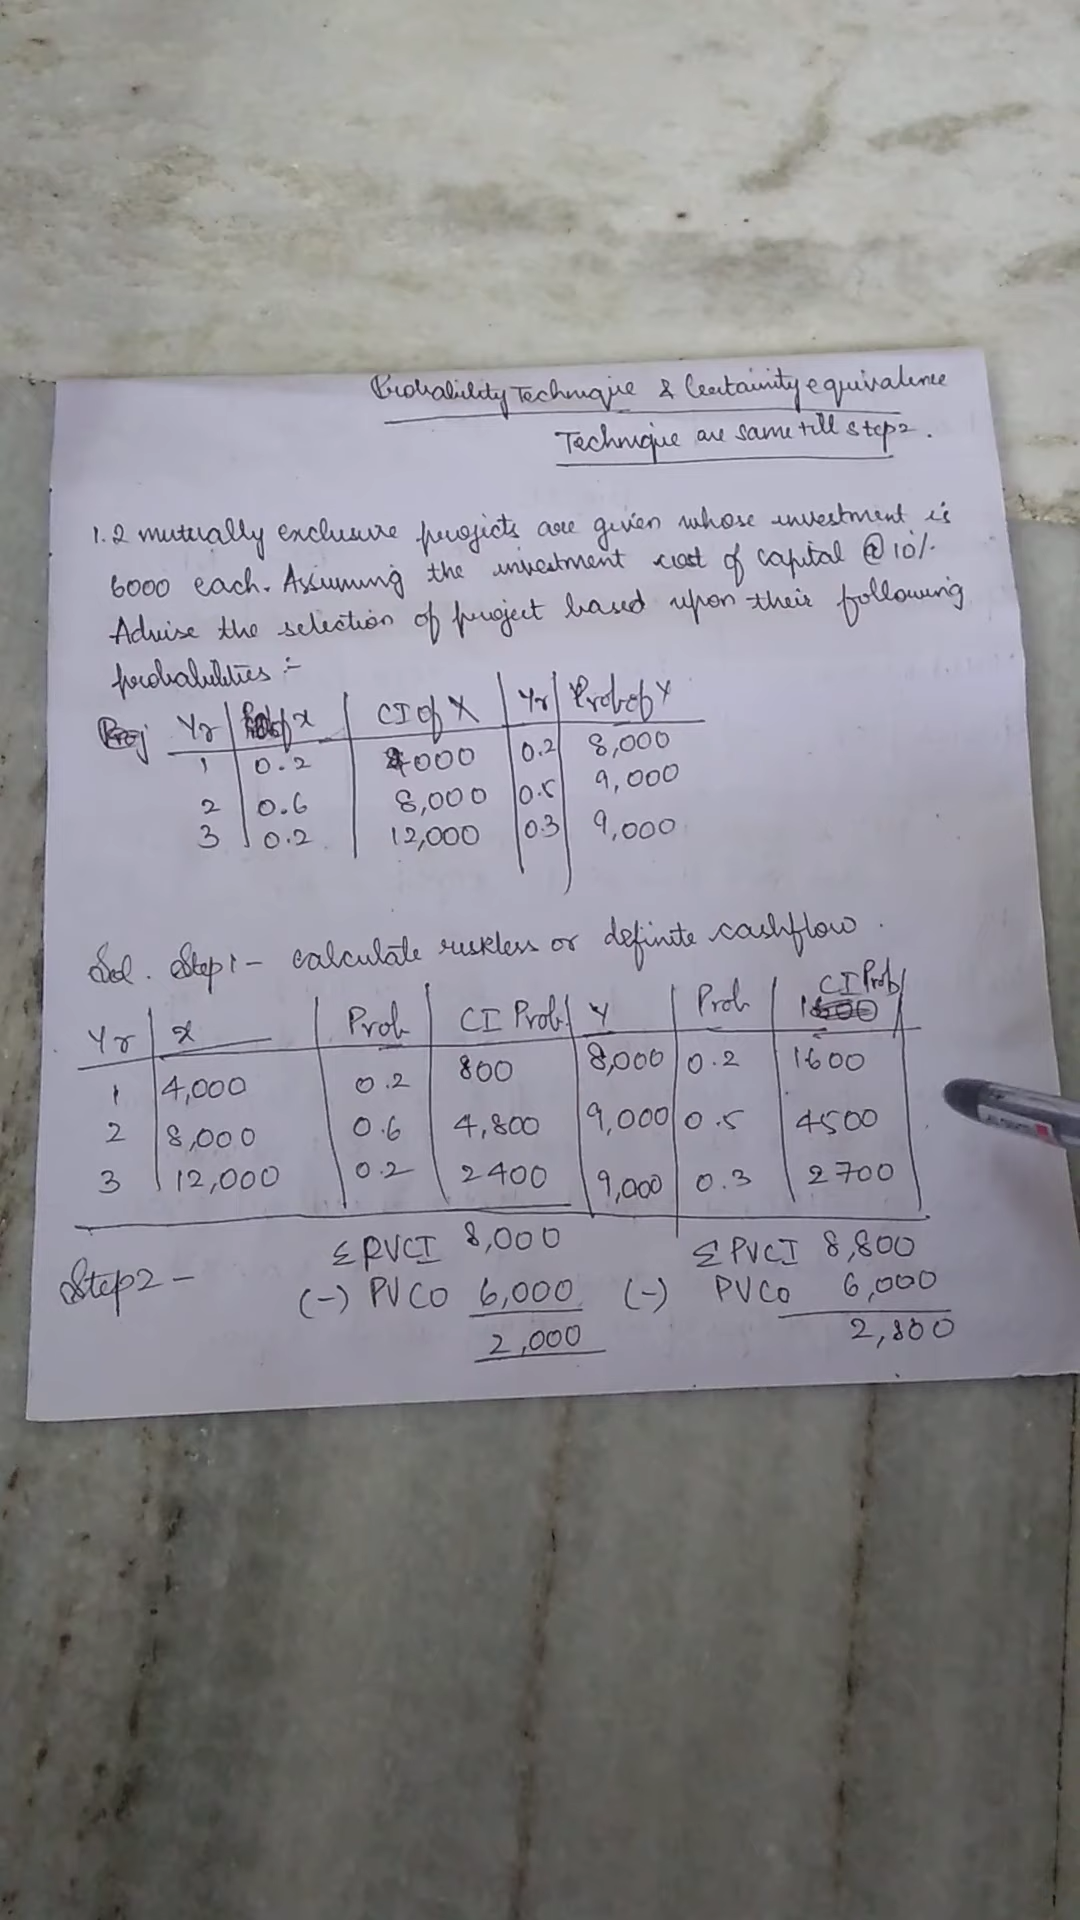 Probability Technique & Certainity equivalence
Technique are same till step 2.
1. 2 mutually exclusive projects are given whose investment is
6000 each. Assuming the investment cost of capital @ 10%.
Advise the selection of project based upon their following
probabilities :-
Proj Yr Prob of x CI of X Yr Prob of Y
1 0.2 4000 0.2 8,000
2 0.6 8,000 0.5 9,000
3 0.2 12,000 0.3 9,000
Sol. Step 1 - calculate riskless or definite cashflow.
Yr x Prob CI Prob Y Prob CI Prob
1 4,000 0.2 800 8,000 0.2 1600
2 8,000 0.6 4,800 9,000 0.5 4500
3 12,000 0.2 2400 9,000 0.3 2700
Step 2 - Σ PVCI 8,000 Σ PVCI 8,800
(-) PVCO 6,000 (-) PVCO 6,000
2,000 2,800